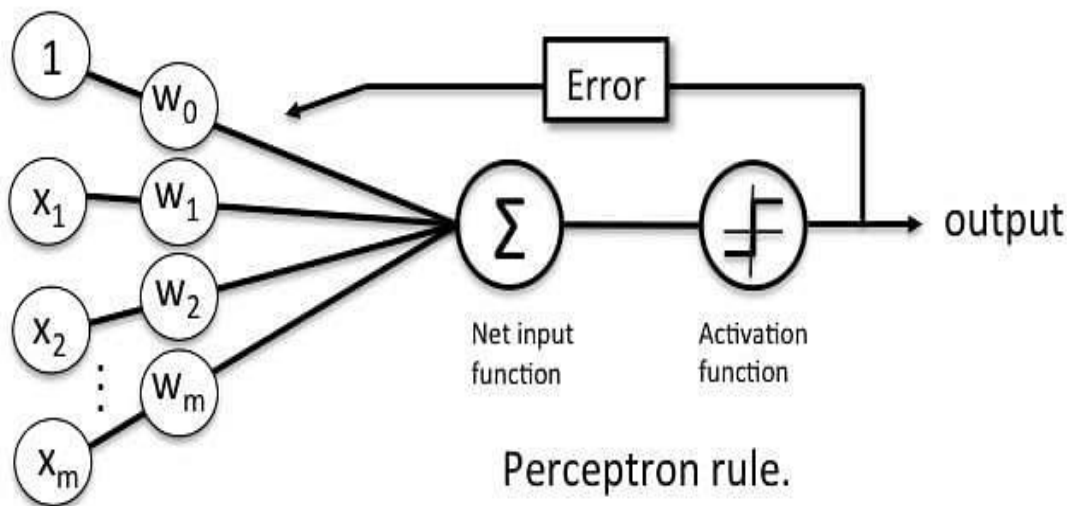 1
w0
Error
x1
w1
Σ
output
x2
w2
Net input
function
Activation
function
⋮
wm
xm
Perceptron rule.